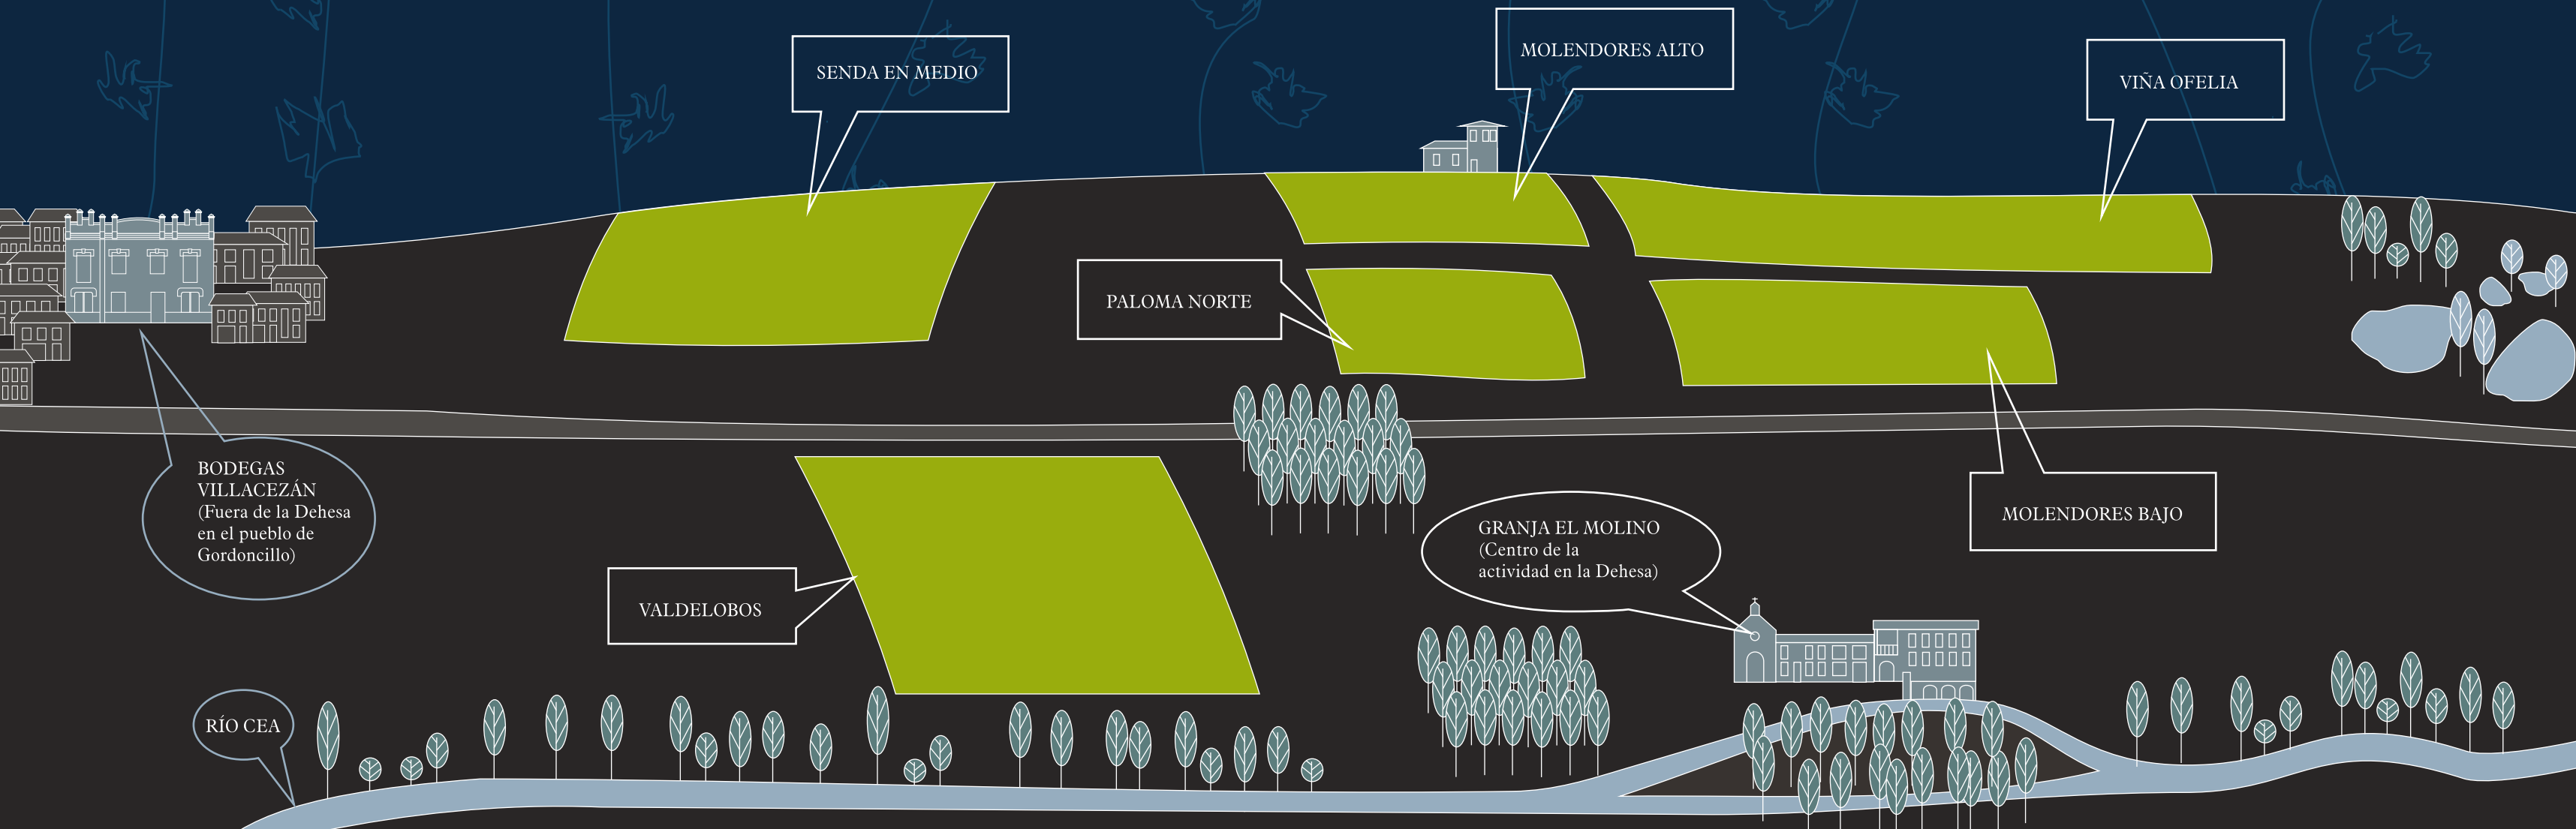 SENDA EN MEDIO
MOLENDORES ALTO
VIÑA OFELIA
PALOMA NORTE
BODEGAS
VILLACEZÁN
(Fuera de la Dehesa
en el pueblo de
Gordoncillo)
GRANJA EL MOLINO
(Centro de la
actividad en la Dehesa)
MOLENDORES BAJO
VALDELOBOS
RÍO CEA